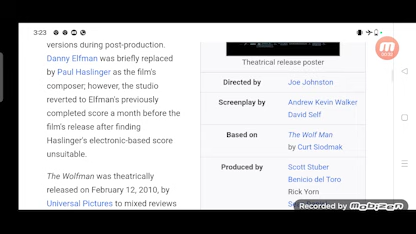 3:23
versions during post-production.
Danny Elfman was briefly replaced
by Paul Haslinger as the film's
composer; however, the studio
reverted to Elfman's previously
completed score a month before the
film's release after finding
Haslinger's electronic-based score
unsuitable.
The Wolfman was theatrically
released on February 12, 2010, by
Universal Pictures to mixed reviews
Theatrical release poster
Directed by Joe Johnston
Screenplay by Andrew Kevin Walker
David Self
Based on The Wolf Man
by Curt Siodmak
Produced by Scott Stuber
Benicio del Toro
Rick Yorn
Recorded by Mobizen